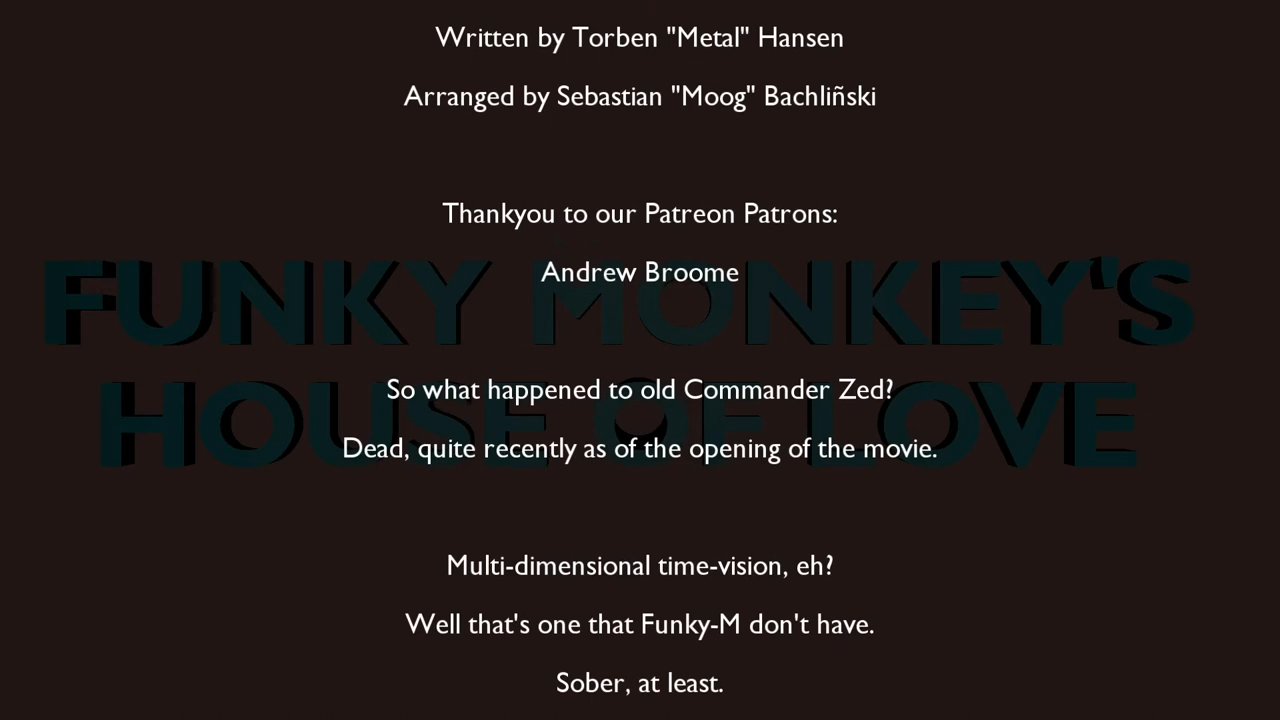 Written by Torben "Metal" Hansen
Arranged by Sebastian "Moog" Bachliñski
Thankyou to our Patreon Patrons:
Andrew Broome
FUNKY MONKEY'S
HOUSE OF LOVE
So what happened to old Commander Zed?
Dead, quite recently as of the opening of the movie.
Multi-dimensional time-vision, eh?
Well that's one that Funky-M don't have.
Sober, at least.